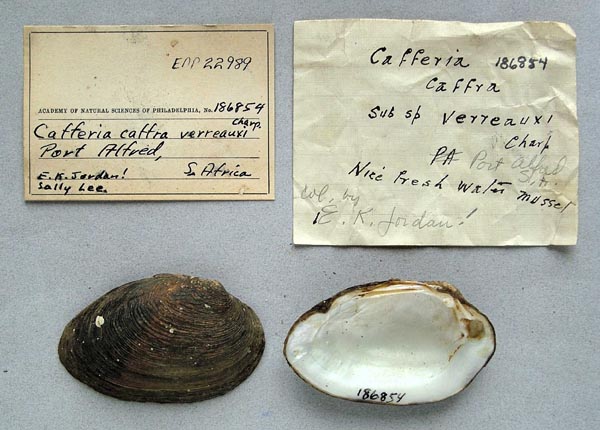 EPP 22989
ACADEMY OF NATURAL SCIENCES OF PHILADELPHIA, No. 186854
Cafferia caffra verreauxi Charp.
Port Alfred,
S. Africa
E.K. Jordan!
Sally Lee.
Cafferia 186854
Caffra
Sub sp verreauxi
Charp
PA Port Alfred
S.A.
Nice Fresh Water mussel
col. by
E. K. Jordan!
186854